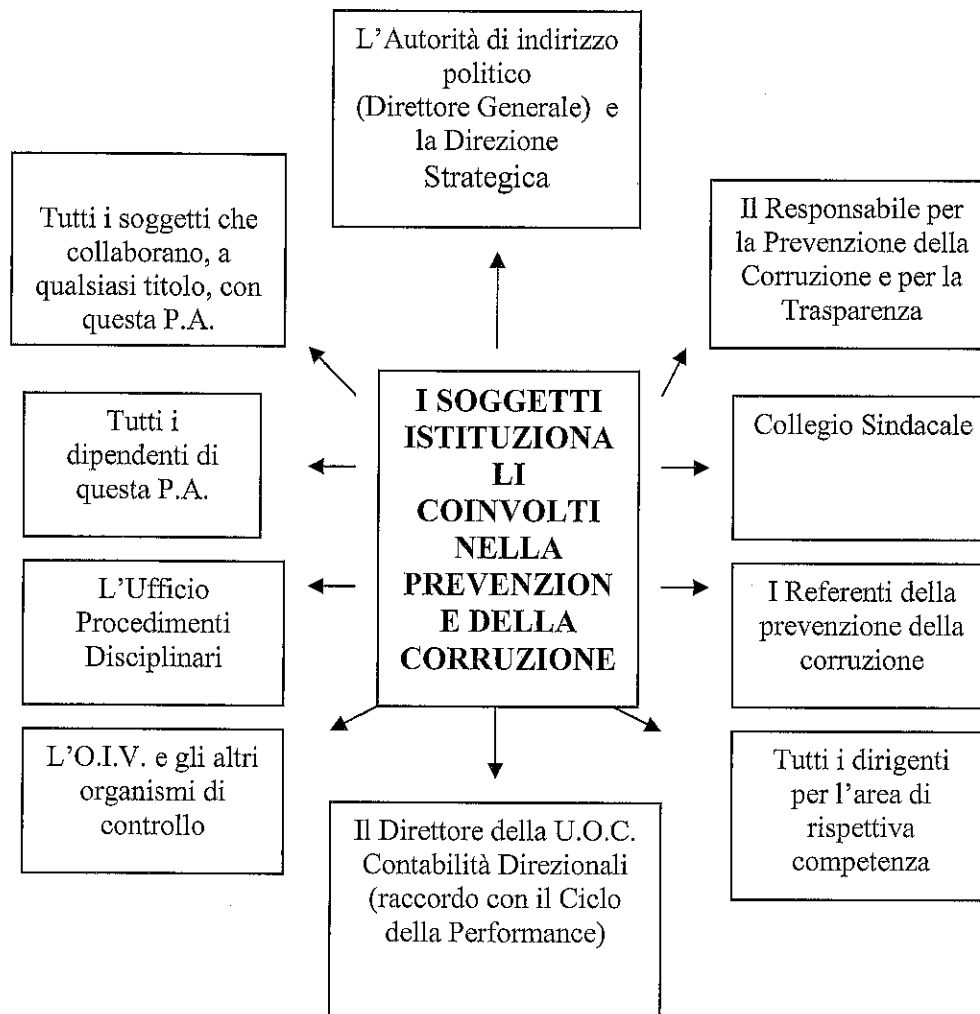 L'Autorità di indirizzo
politico
(Direttore Generale) e
la Direzione
Strategica
Tutti i soggetti che
collaborano, a
qualsiasi titolo, con
questa P.A.
Il Responsabile per
la Prevenzione della
Corruzione e per la
Trasparenza
I SOGGETTI
ISTITUZIONA
LI
COINVOLTI
NELLA
PREVENZION
E DELLA
CORRUZIONE
Tutti i
dipendenti di
questa P.A.
Collegio Sindacale
L'Ufficio
Procedimenti
Disciplinari
I Referenti della
prevenzione della
corruzione
L'O.I.V. e gli altri
organismi di
controllo
Il Direttore della U.O.C.
Contabilità Direzionali
(raccordo con il Ciclo
della Performance)
Tutti i dirigenti
per l'area di
rispettiva
competenza